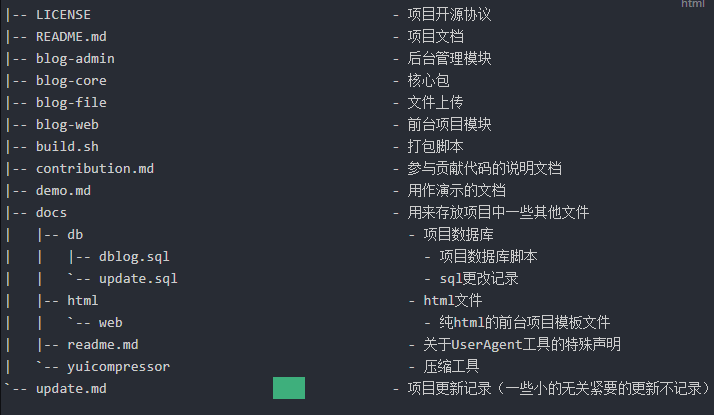 html
|-- LICENSE - 项目开源协议
|-- README.md - 项目文档
|-- blog-admin - 后台管理模块
|-- blog-core - 核心包
|-- blog-file - 文件上传
|-- blog-web - 前台项目模块
|-- build.sh - 打包脚本
|-- contribution.md - 参与贡献代码的说明文档
|-- demo.md - 用作演示的文档
|-- docs - 用来存放项目中一些其他文件
|   |-- db - 项目数据库
|   |   |-- dblog.sql - 项目数据库脚本
|   |   `-- update.sql - sql更改记录
|   |-- html - html文件
|   |   `-- web - 纯html的前台项目模板文件
|   |-- readme.md - 关于UserAgent工具的特殊声明
|   `-- yuicompressor - 压缩工具
`-- update.md - 项目更新记录（一些小的无关紧要的更新不记录）